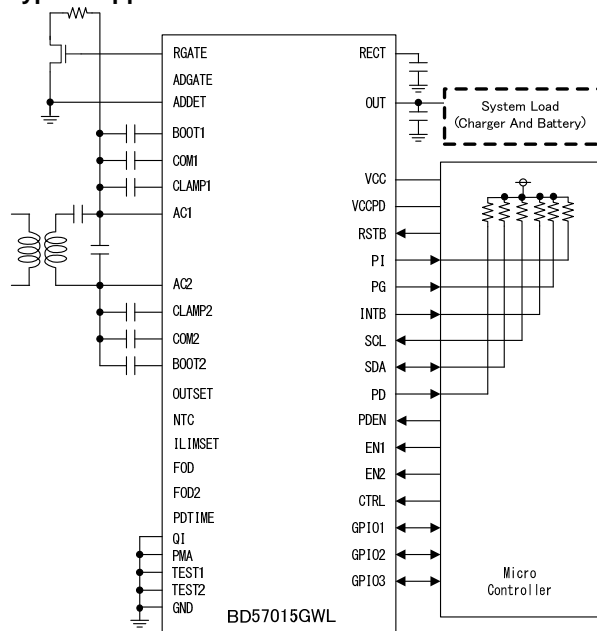 RGATE
ADGATE
ADDET
BOOT1
COM1
CLAMP1
AC1
AC2
CLAMP2
COM2
BOOT2
OUTSET
NTC
ILIMSET
FOD
FOD2
PDTIME
QI
PMA
TEST1
TEST2
GND
BD57015GWL
RECT
OUT
VCC
VCCPD
RSTB
PI
PG
INTB
SCL
SDA
PD
PDEN
EN1
EN2
CTRL
GPIO1
GPIO2
GPIO3
System Load
(Charger And Battery)
Micro
Controller